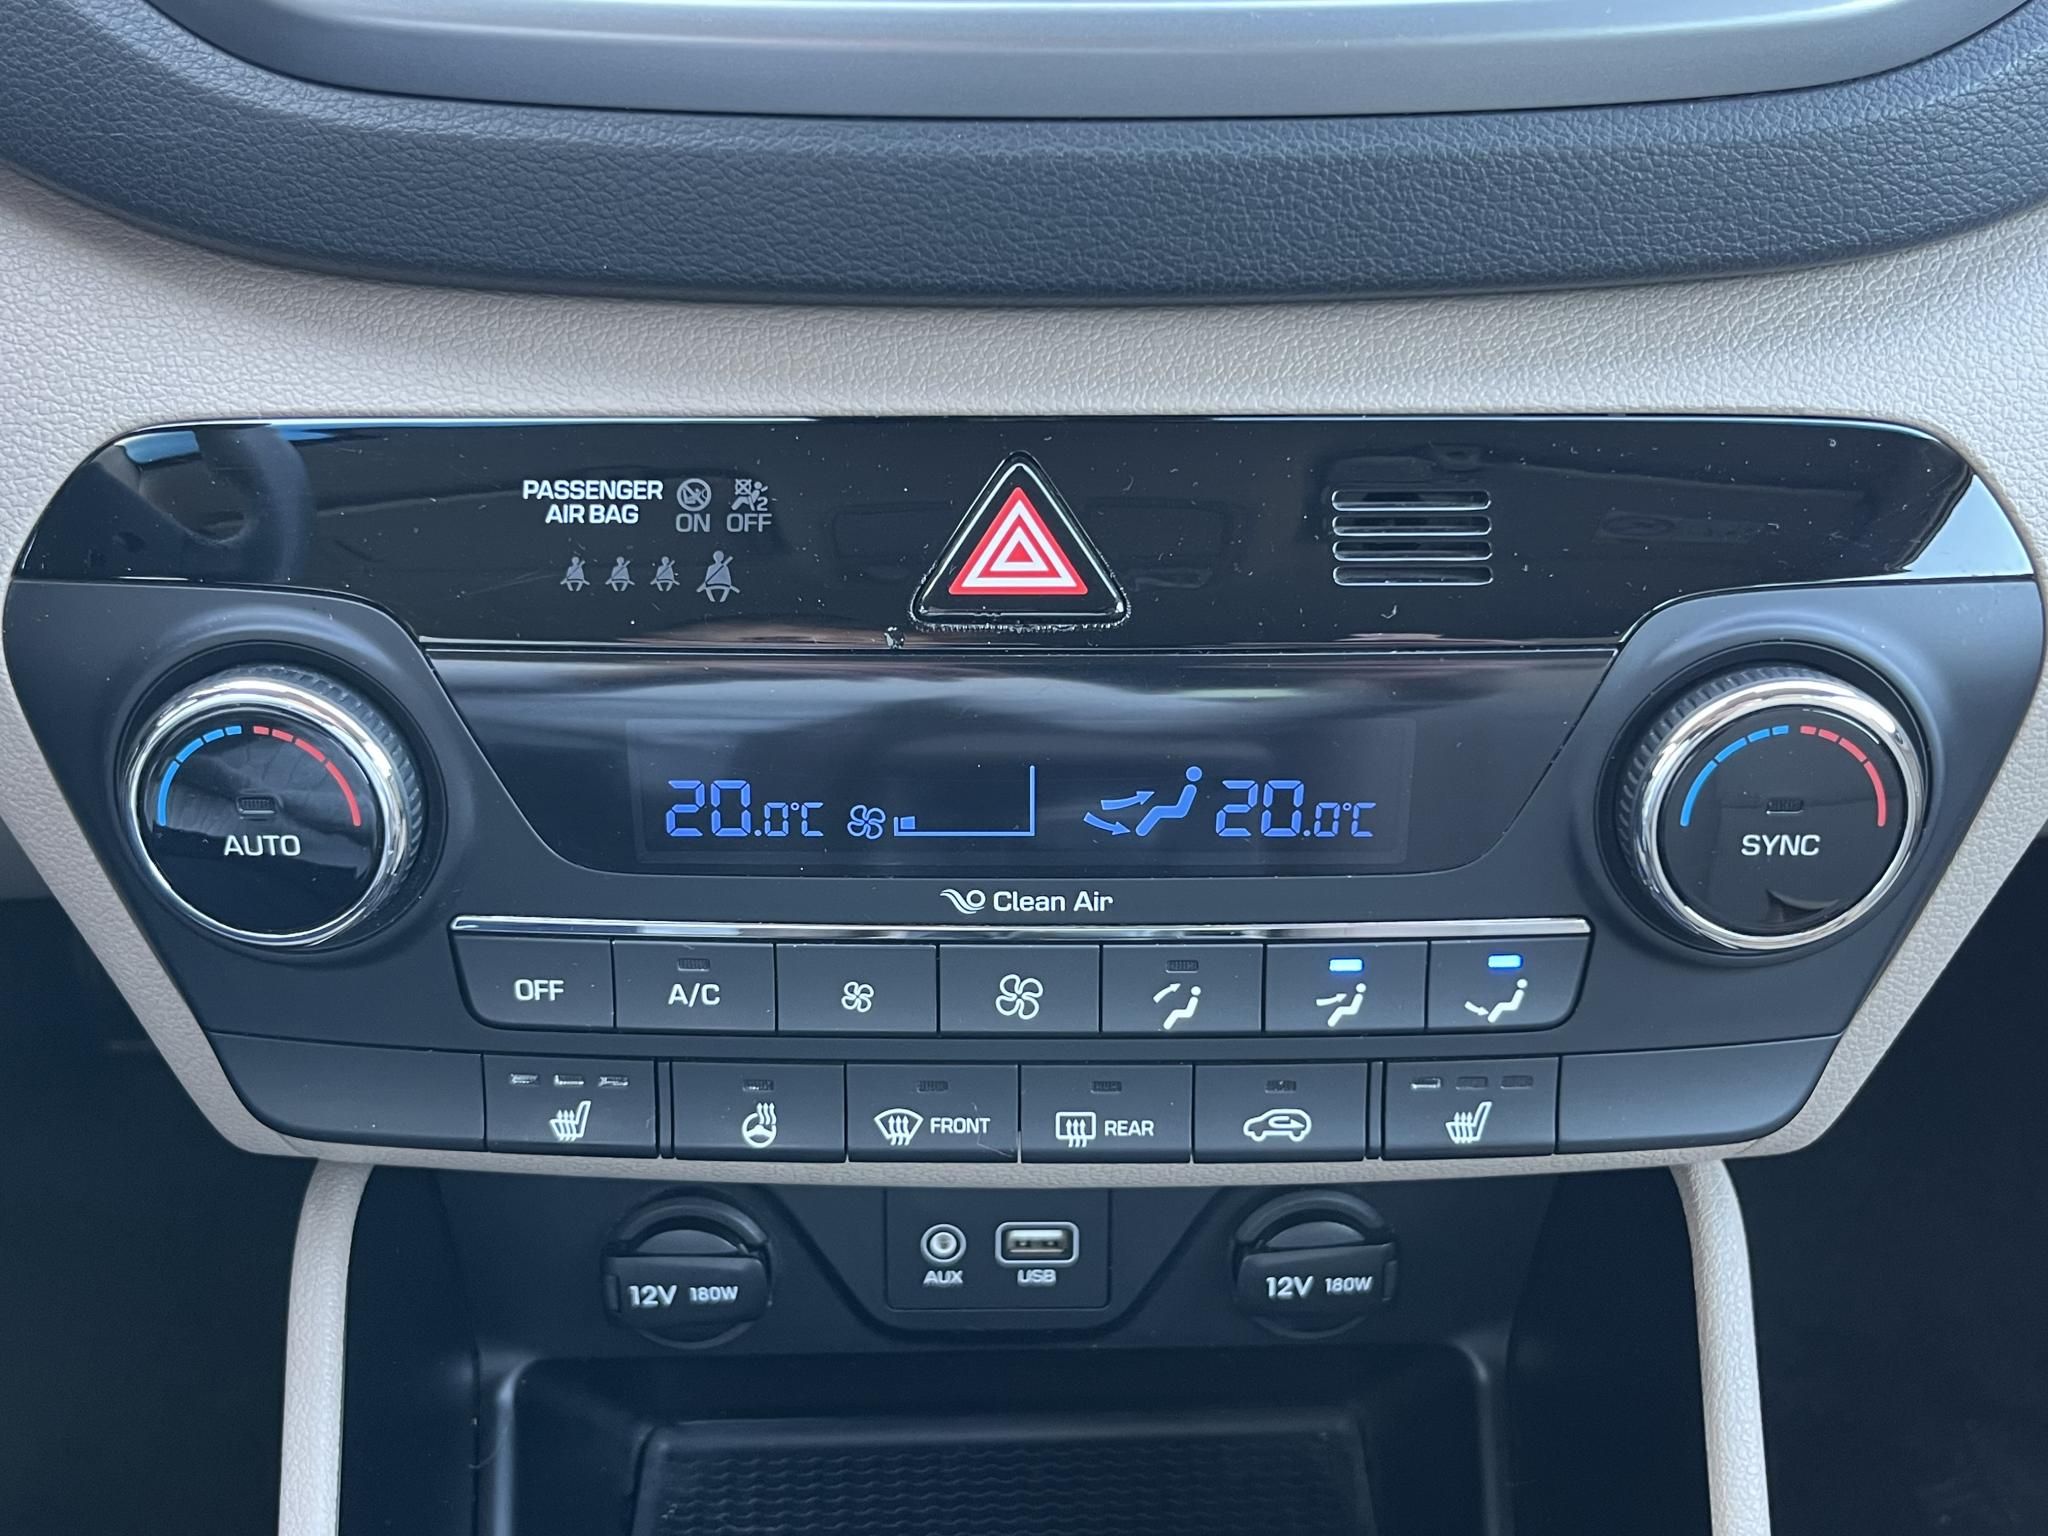 PASSENGER
AIR BAG
ON OFF
2
20.0°C 20.0°C
AUTO
SYNC
Clean Air
OFF A/C
FRONT REAR
12V 180W
AUX USB
12V 180W